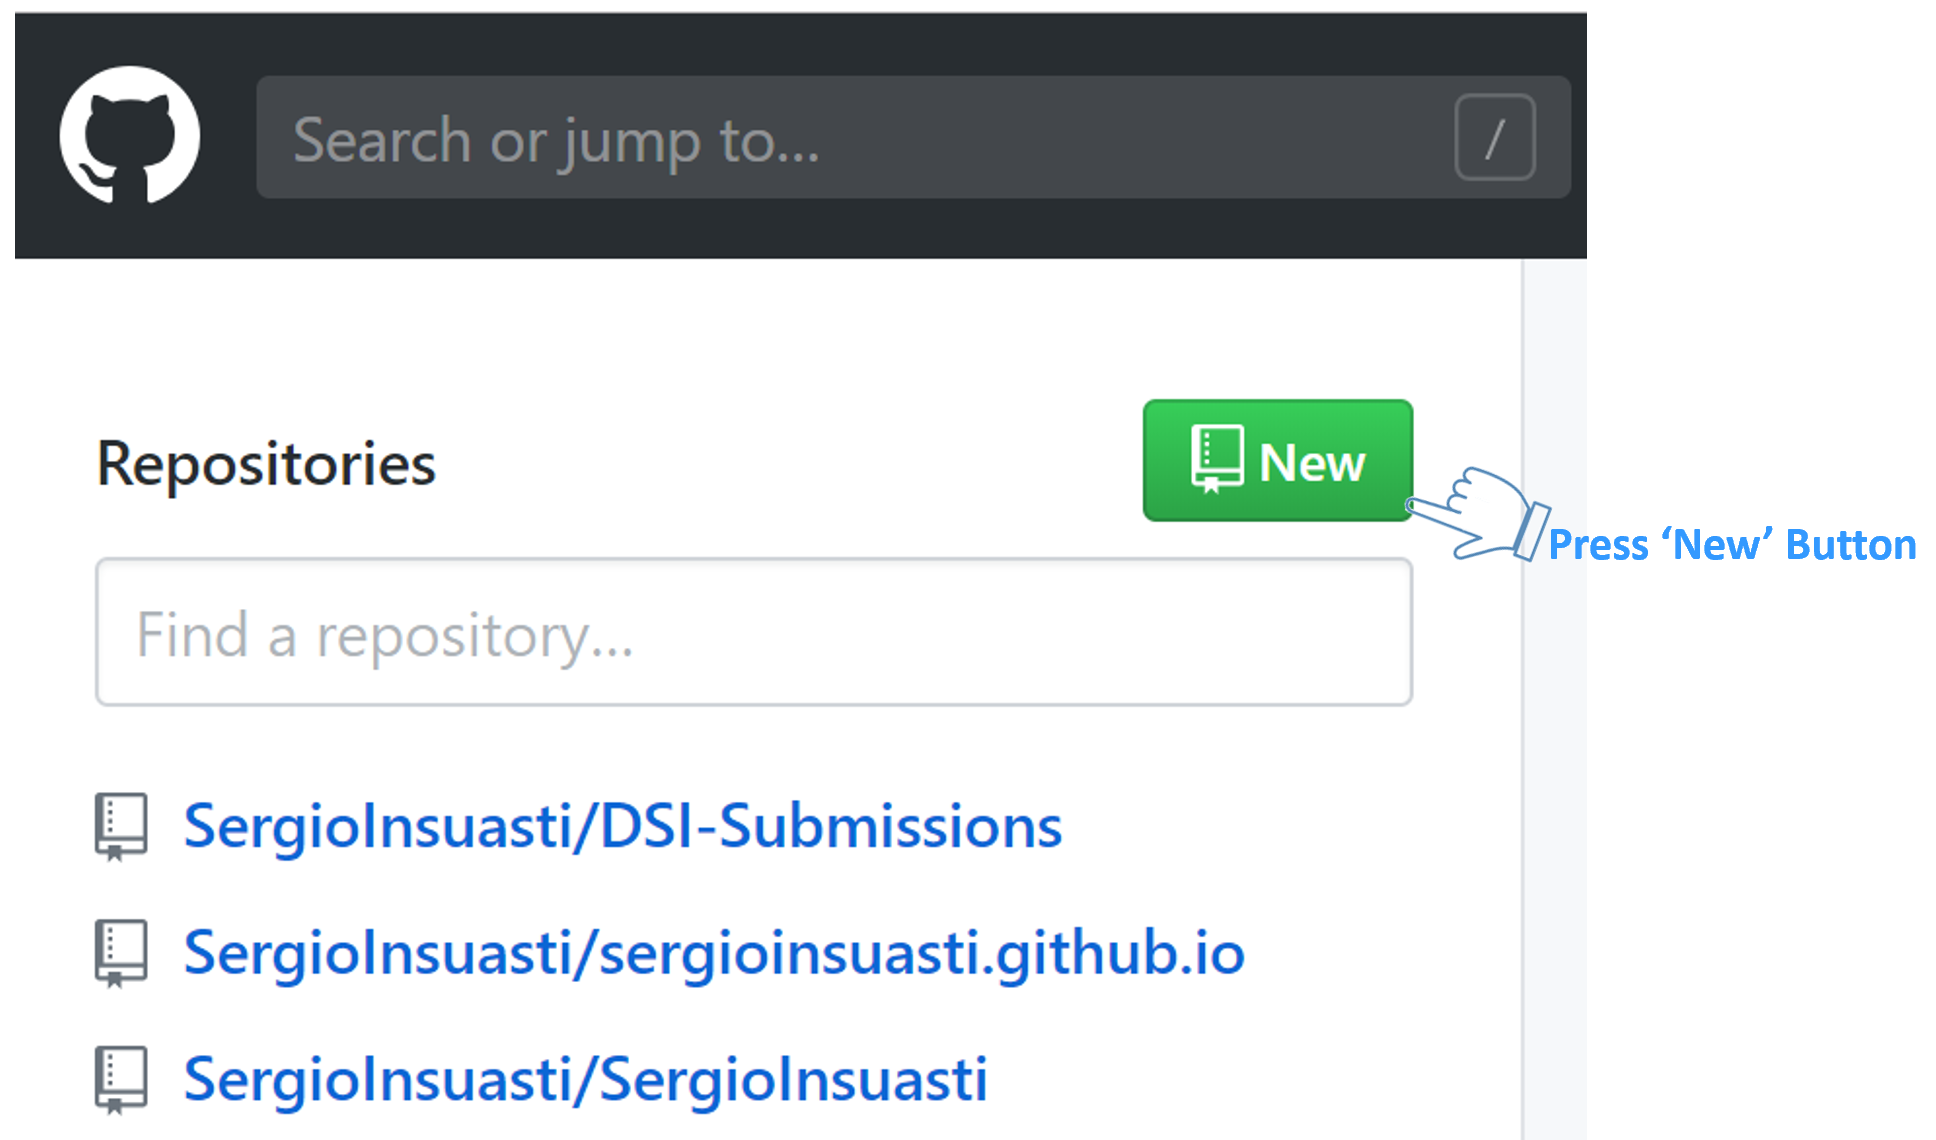 Search or jump to...
/
Repositories
New
Press ‘New’ Button
Find a repository...
SergioInsuasti/DSI-Submissions
SergioInsuasti/sergioinsuasti.github.io
SergioInsuasti/SergioInsuasti